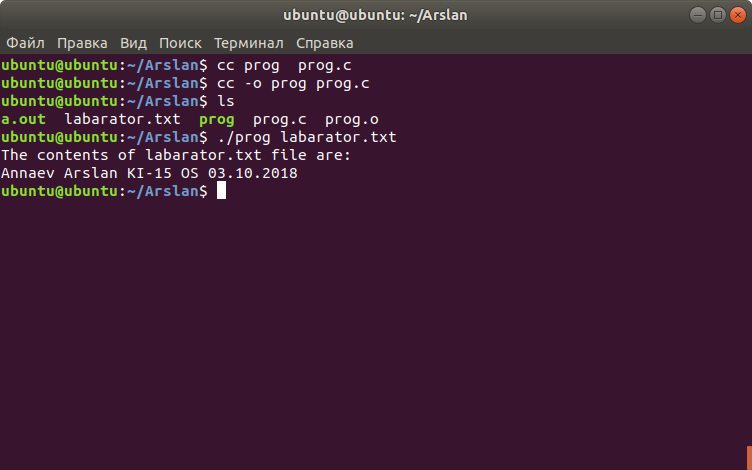 ubuntu@ubuntu: ~/Arslan
Файл Правка Вид Поиск Терминал Справка
ubuntu@ubuntu:~/Arslan$ cc prog  prog.c
ubuntu@ubuntu:~/Arslan$ cc -o prog prog.c
ubuntu@ubuntu:~/Arslan$ ls
a.out  labarator.txt  prog  prog.c  prog.o
ubuntu@ubuntu:~/Arslan$ ./prog labarator.txt
The contents of labarator.txt file are:
Annaev Arslan KI-15 OS 03.10.2018
ubuntu@ubuntu:~/Arslan$